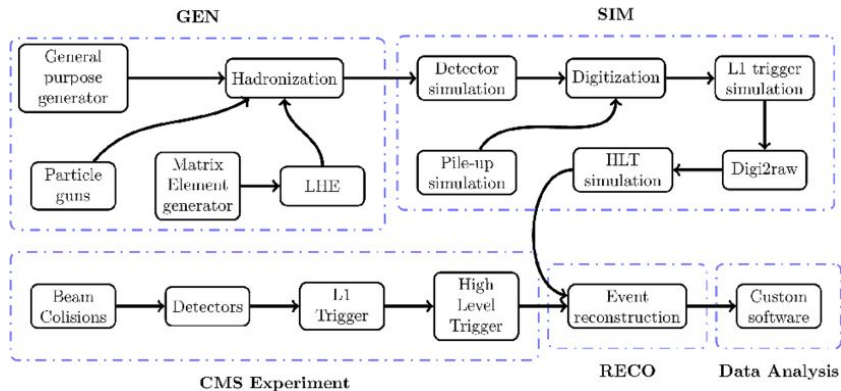 GEN
SIM
General
purpose
generator
Hadronization
Detector
simulation
Digitization
L1 trigger
simulation
Particle
guns
Matrix
Element
generator
LHE
Pile-up
simulation
HLT
simulation
Digi2raw
Beam
Colisions
Detectors
L1
Trigger
High
Level
Trigger
Event
reconstruction
Custom
software
CMS Experiment
RECO
Data Analysis